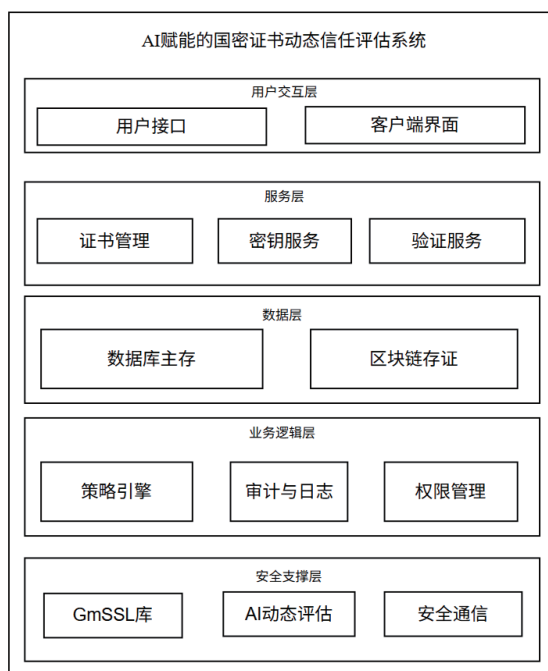 AI赋能的国密证书动态信任评估系统
用户交互层
用户接口 客户端界面
服务层
证书管理 密钥服务 验证服务
数据层
数据库主存 区块链存证
业务逻辑层
策略引擎 审计与日志 权限管理
安全支撑层
GmSSL库 AI动态评估 安全通信